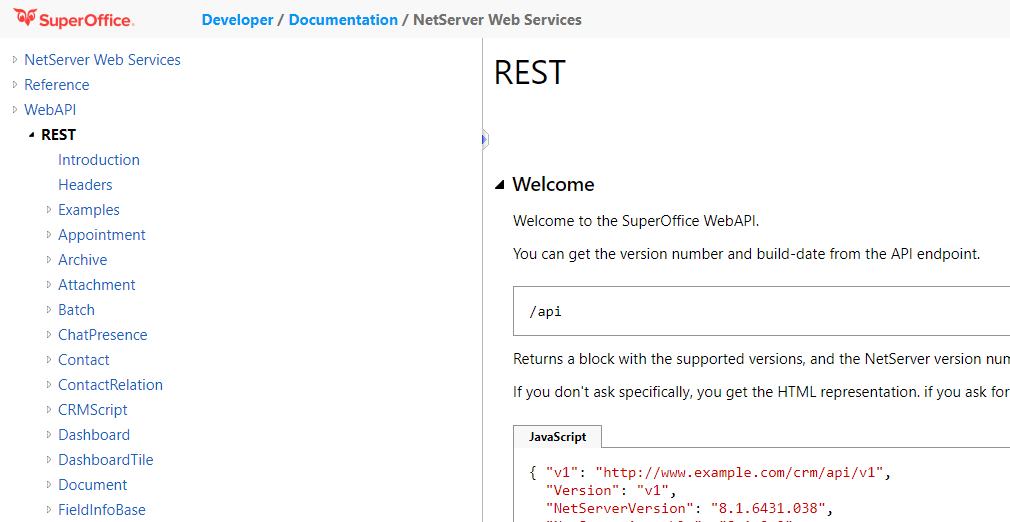 SuperOffice.
Developer / Documentation / NetServer Web Services
NetServer Web Services
Reference
WebAPI
REST
Introduction
Headers
Examples
Appointment
Archive
Attachment
Batch
ChatPresence
Contact
ContactRelation
CRMScript
Dashboard
DashboardTile
Document
FieldInfoBase
REST
Welcome
Welcome to the SuperOffice WebAPI.
You can get the version number and build-date from the API endpoint.
/api
Returns a block with the supported versions, and the NetServer version num
If you don't ask specifically, you get the HTML representation. if you ask for
JavaScript
{ "v1": "http://www.example.com/crm/api/v1",
"Version": "v1",
"NetServerVersion": "8.1.6431.038",